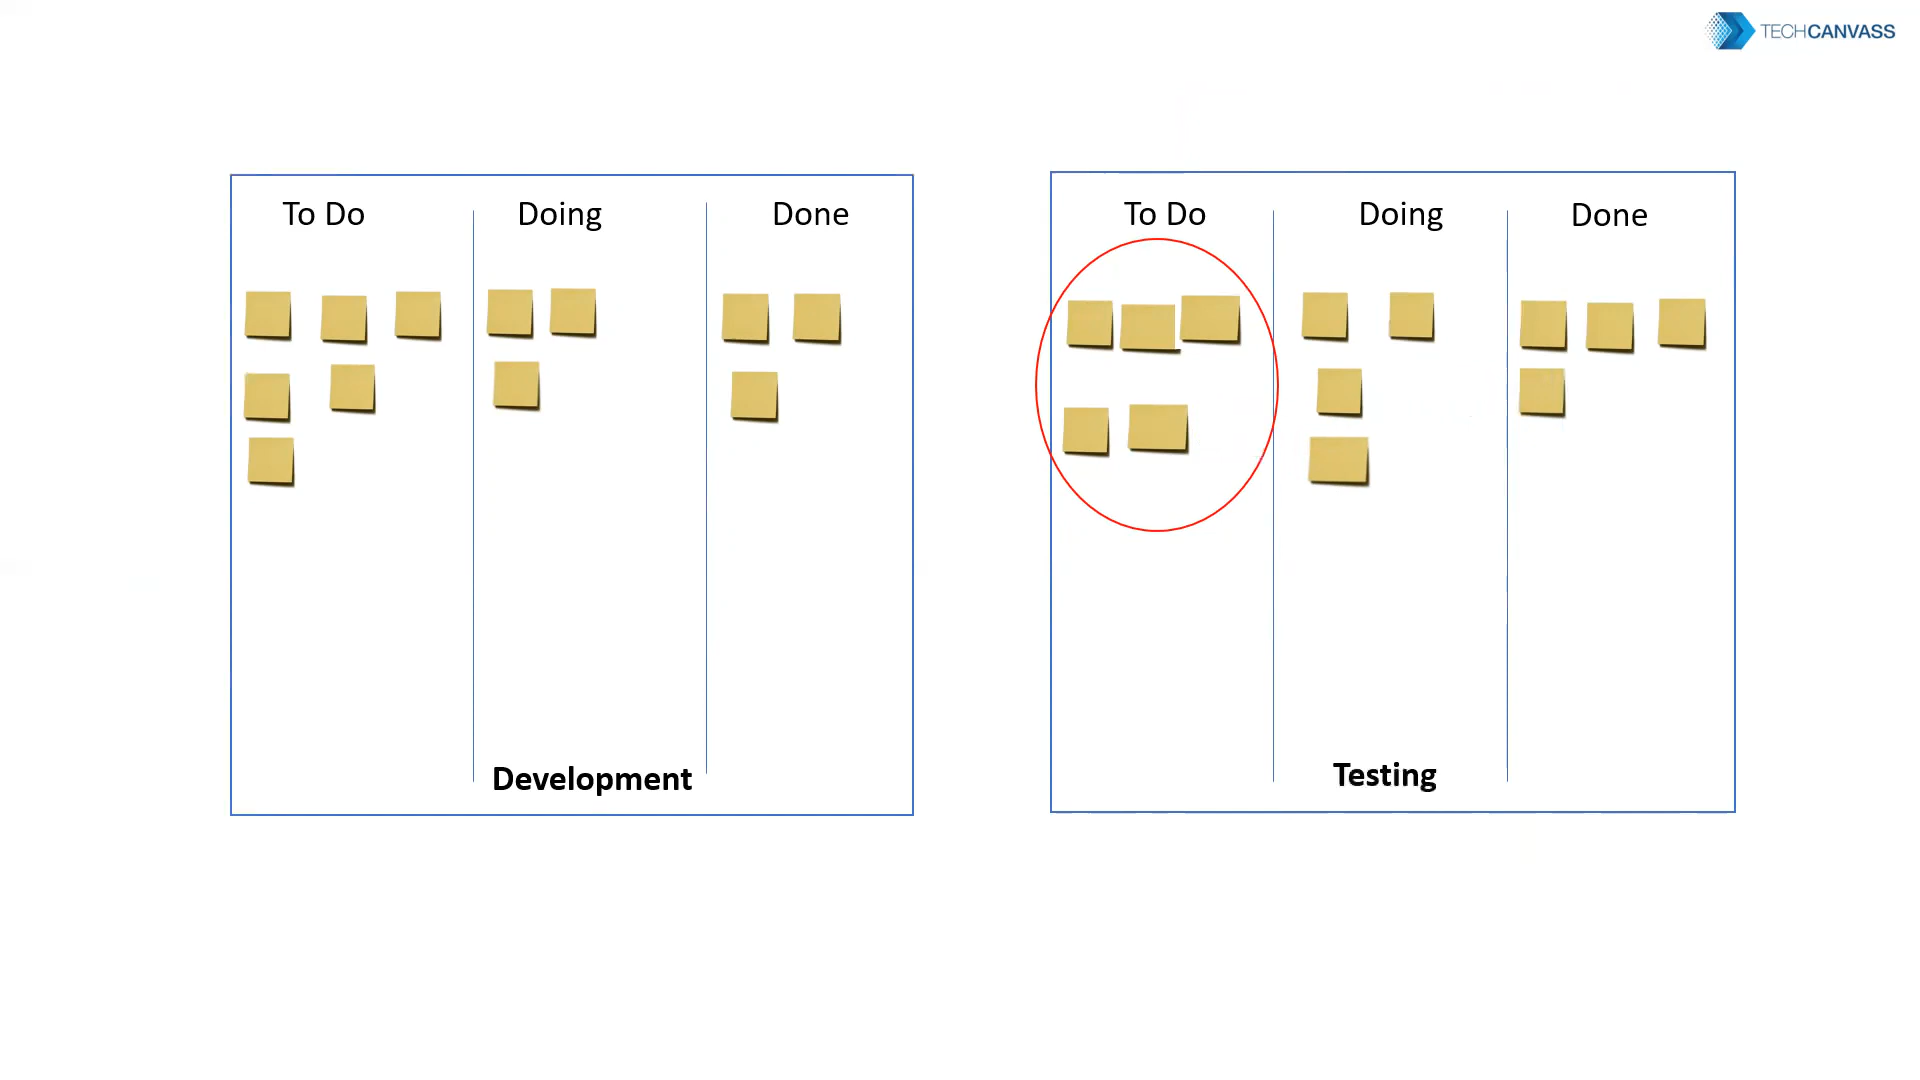 TECHCANVASS
To Do
Doing
Done
Development
To Do
Doing
Done
Testing